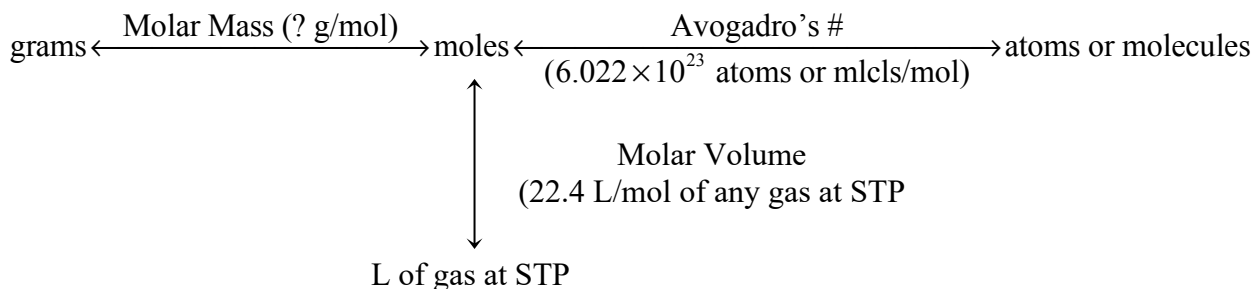 Molar Mass (? g/mol)
Avogadro’s #
grams
moles
atoms or molecules
(6.022×10²³ atoms or mlcls/mol)
Molar Volume
(22.4 L/mol of any gas at STP
L of gas at STP